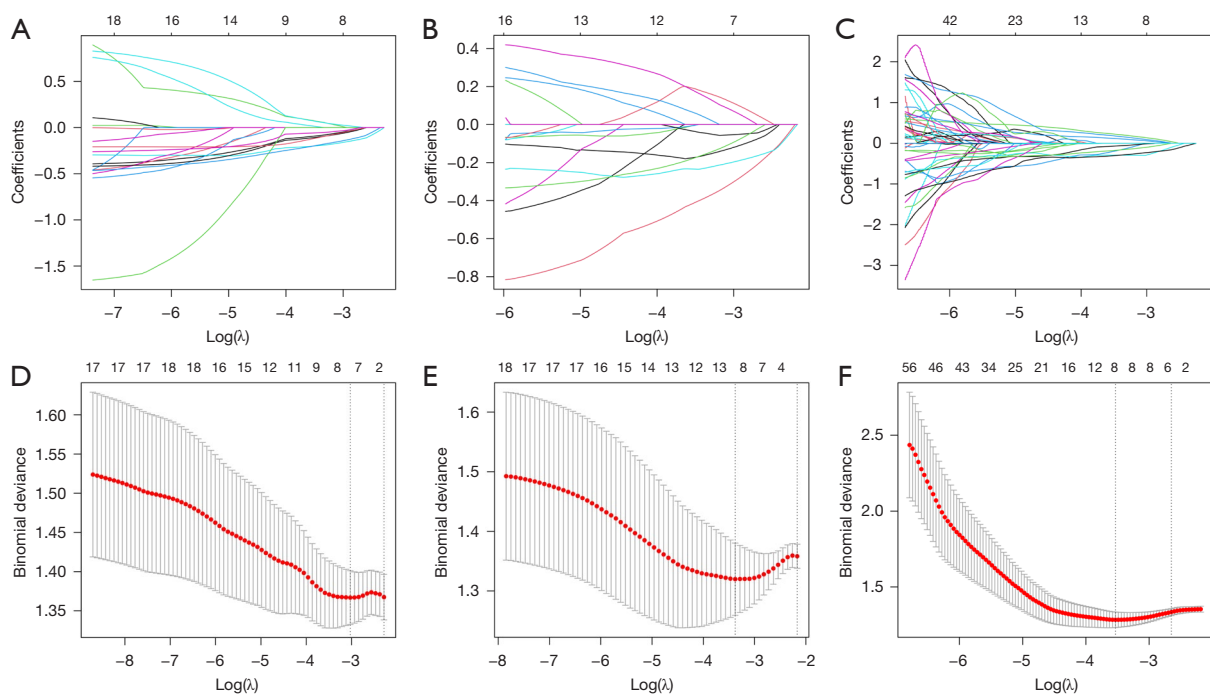 A
18 16 14 9 8
Coefficients
0.5
0.0
−0.5
−1.0
−1.5
−7 −6 −5 −4 −3
Log(λ)
B
16 13 12 7
Coefficients
0.4
0.2
0.0
−0.2
−0.4
−0.6
−0.8
−6 −5 −4 −3
Log(λ)
C
42 23 13 8
Coefficients
2
1
0
−1
−2
−3
−6 −5 −4 −3
Log(λ)
D
17 17 17 18 18 16 15 12 11 9 8 7 2
Binomial deviance
1.60
1.55
1.50
1.45
1.40
1.35
−8 −7 −6 −5 −4 −3
Log(λ)
E
18 17 17 17 16 15 14 13 12 13 8 7 4
Binomial deviance
1.6
1.5
1.4
1.3
−8 −7 −6 −5 −4 −3 −2
Log(λ)
F
56 46 43 34 25 21 16 12 8 8 8 6 2
Binomial deviance
2.5
2.0
1.5
−6 −5 −4 −3
Log(λ)